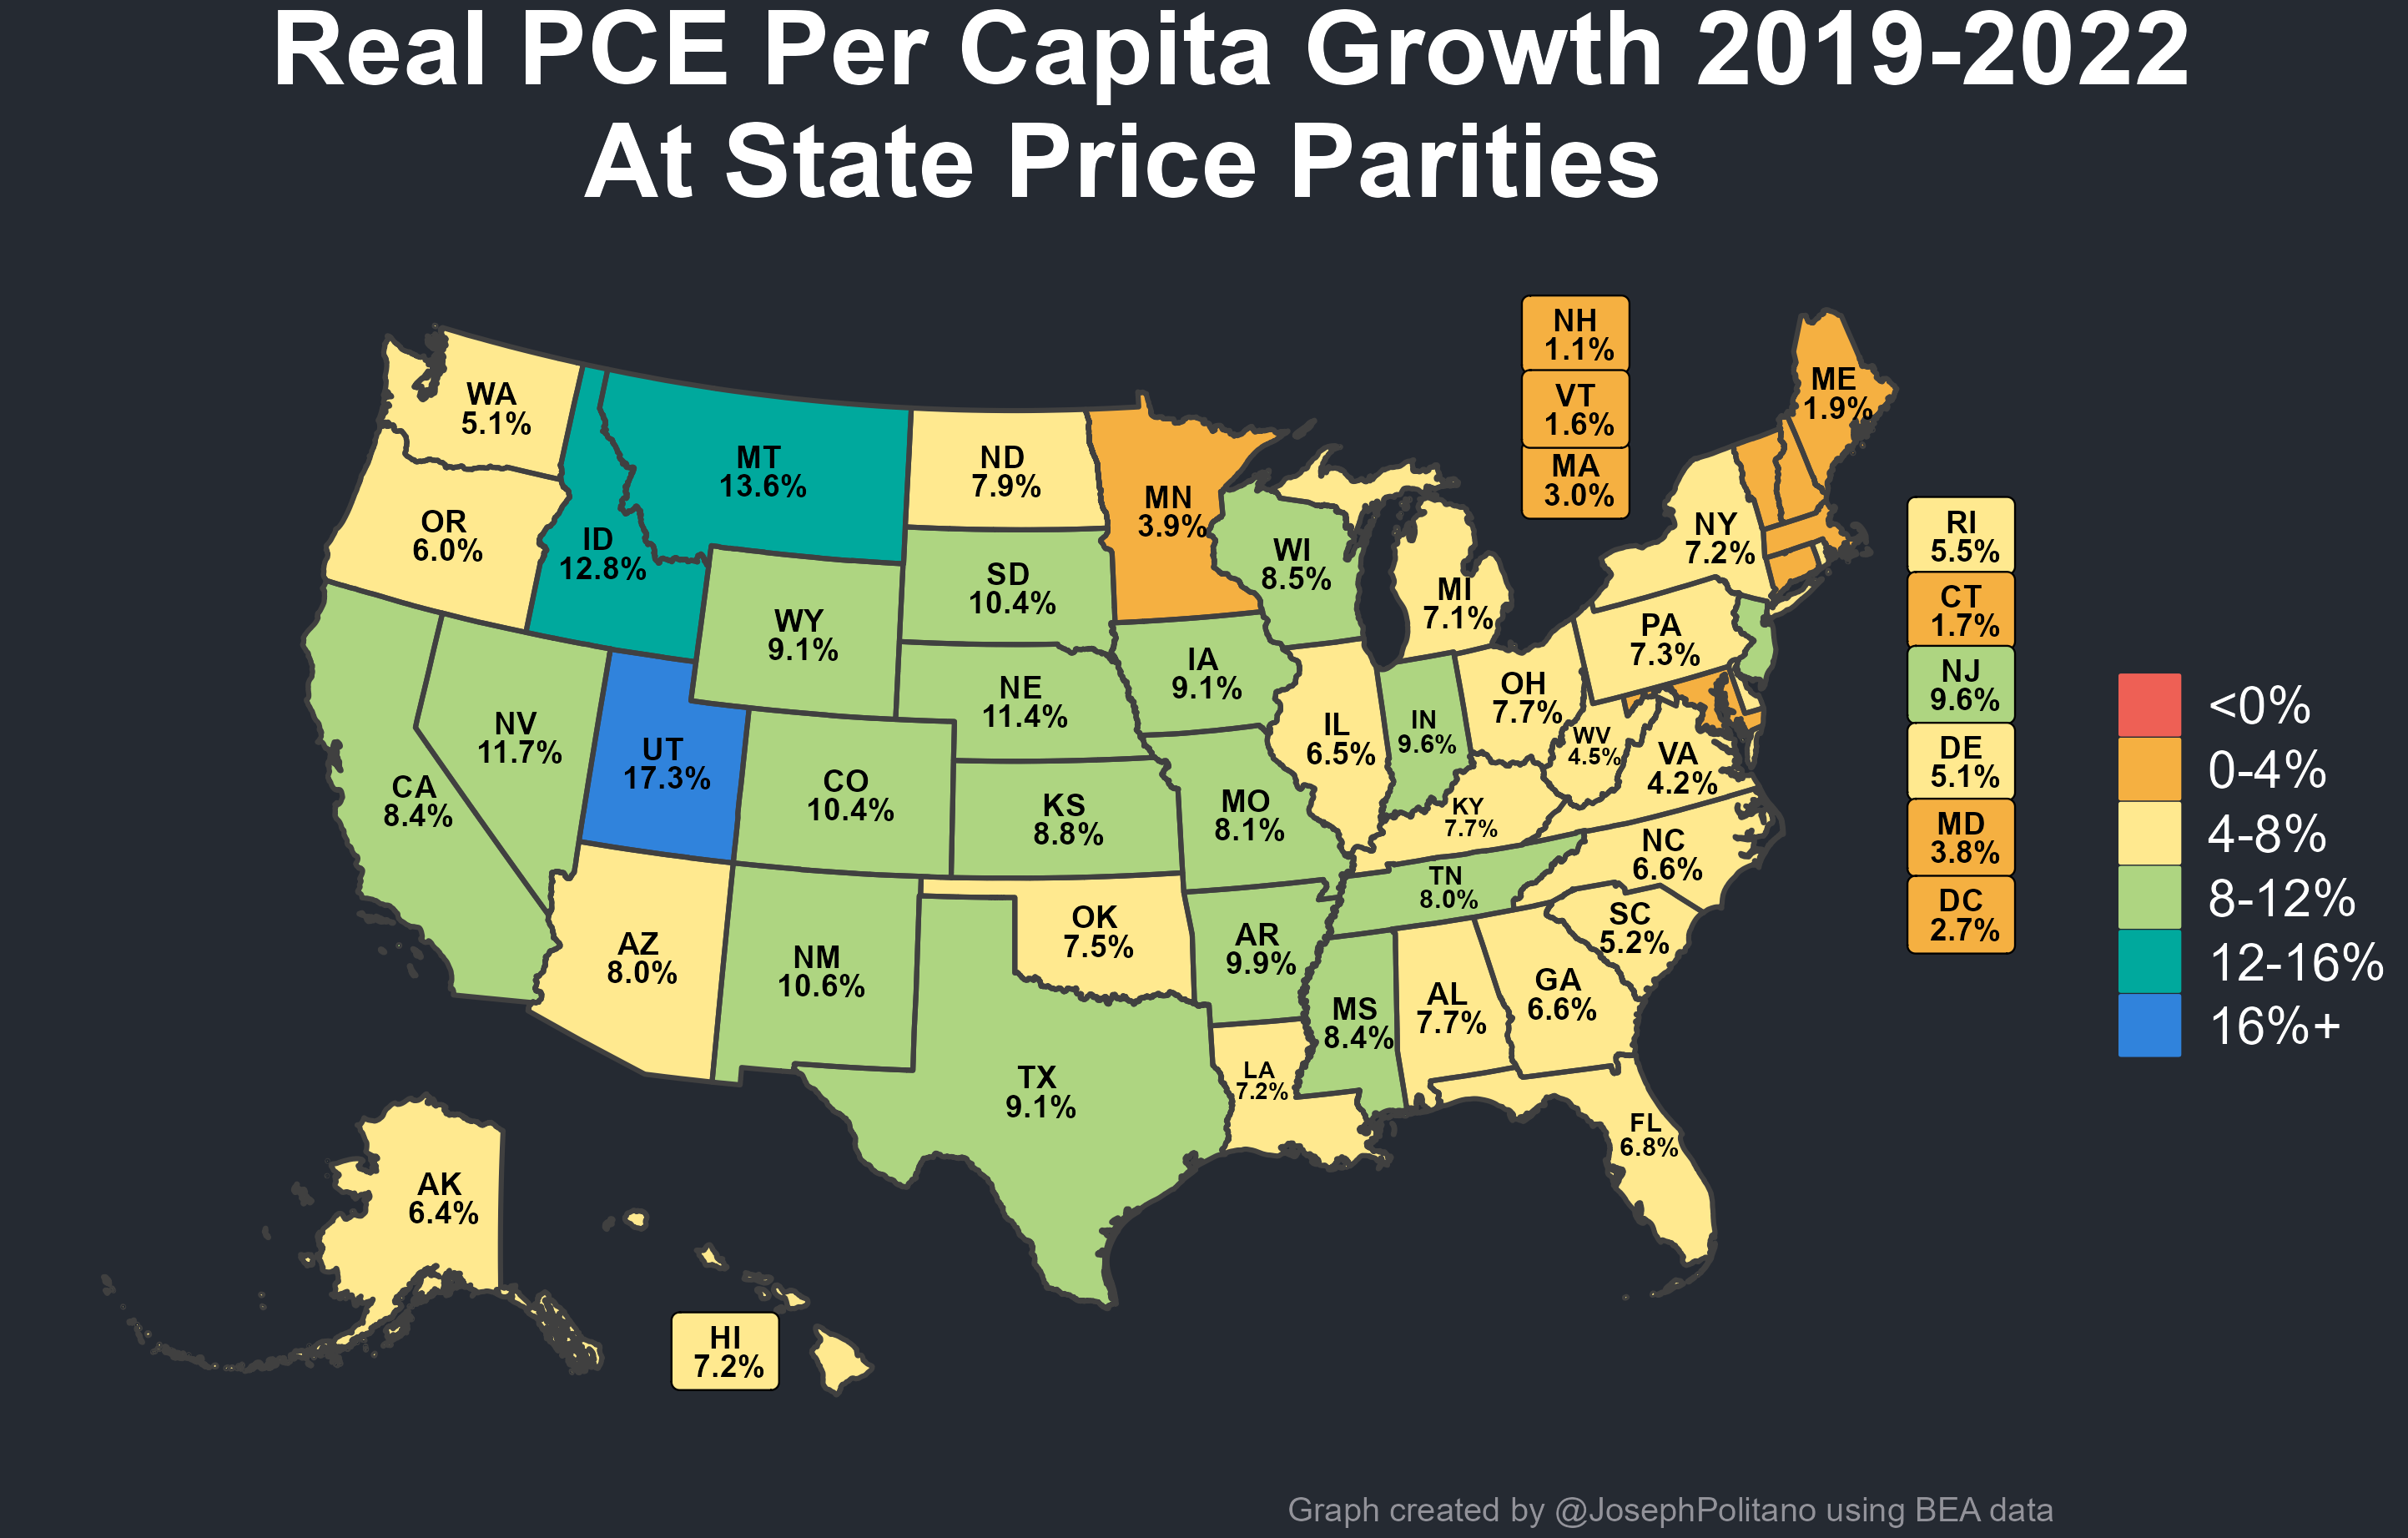 Real PCE Per Capita Growth 2019-2022
At State Price Parities
NH
1.1%
VT
1.6%
MA
3.0%
ME
1.9%
WA
5.1%
MT
13.6%
ND
7.9%
MN
3.9%
OR
6.0%
ID
12.8%
SD
10.4%
WI
8.5%
MI
7.1%
NY
7.2%
RI
5.5%
CT
1.7%
NJ
9.6%
DE
5.1%
MD
3.8%
DC
2.7%
WY
9.1%
IA
9.1%
PA
7.3%
NE
11.4%
OH
7.7%
NV
11.7%
UT
17.3%
IL
6.5%
IN
9.6%
WV
4.5%
VA
4.2%
CA
8.4%
CO
10.4%
KS
8.8%
MO
8.1%
KY
7.7%
NC
6.6%
TN
8.0%
AZ
8.0%
NM
10.6%
OK
7.5%
AR
9.9%
SC
5.2%
MS
8.4%
AL
7.7%
GA
6.6%
TX
9.1%
LA
7.2%
FL
6.8%
AK
6.4%
HI
7.2%
<0%
0-4%
4-8%
8-12%
12-16%
16%+
Graph created by @JosephPolitano using BEA data